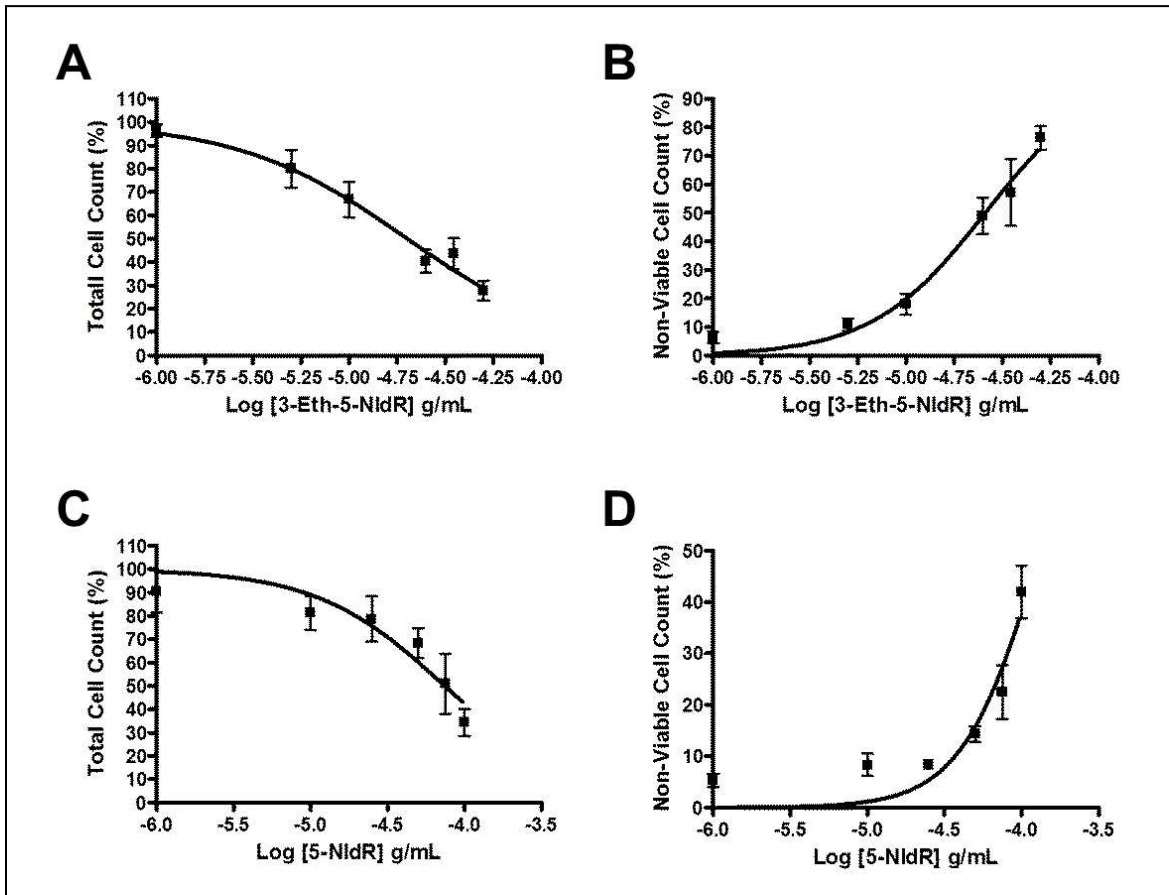 A
Totall Cell Count (%)
110
100
90
80
70
60
50
40
30
20
10
0
-6.00 -5.75 -5.50 -5.25 -5.00 -4.75 -4.50 -4.25 -4.00
Log [3-Eth-5-NIdR] g/mL
B
Non-Viable Cell Count (%)
90
80
70
60
50
40
30
20
10
0
-6.00 -5.75 -5.50 -5.25 -5.00 -4.75 -4.50 -4.25 -4.00
Log [3-Eth-5-NIdR] g/mL
C
Total Cell Count (%)
110
100
90
80
70
60
50
40
30
20
10
0
-6.0 -5.5 -5.0 -4.5 -4.0 -3.5
Log [5-NIdR] g/mL
D
Non-Viable Cell Count (%)
50
40
30
20
10
0
-6.0 -5.5 -5.0 -4.5 -4.0 -3.5
Log [5-NIdR] g/mL